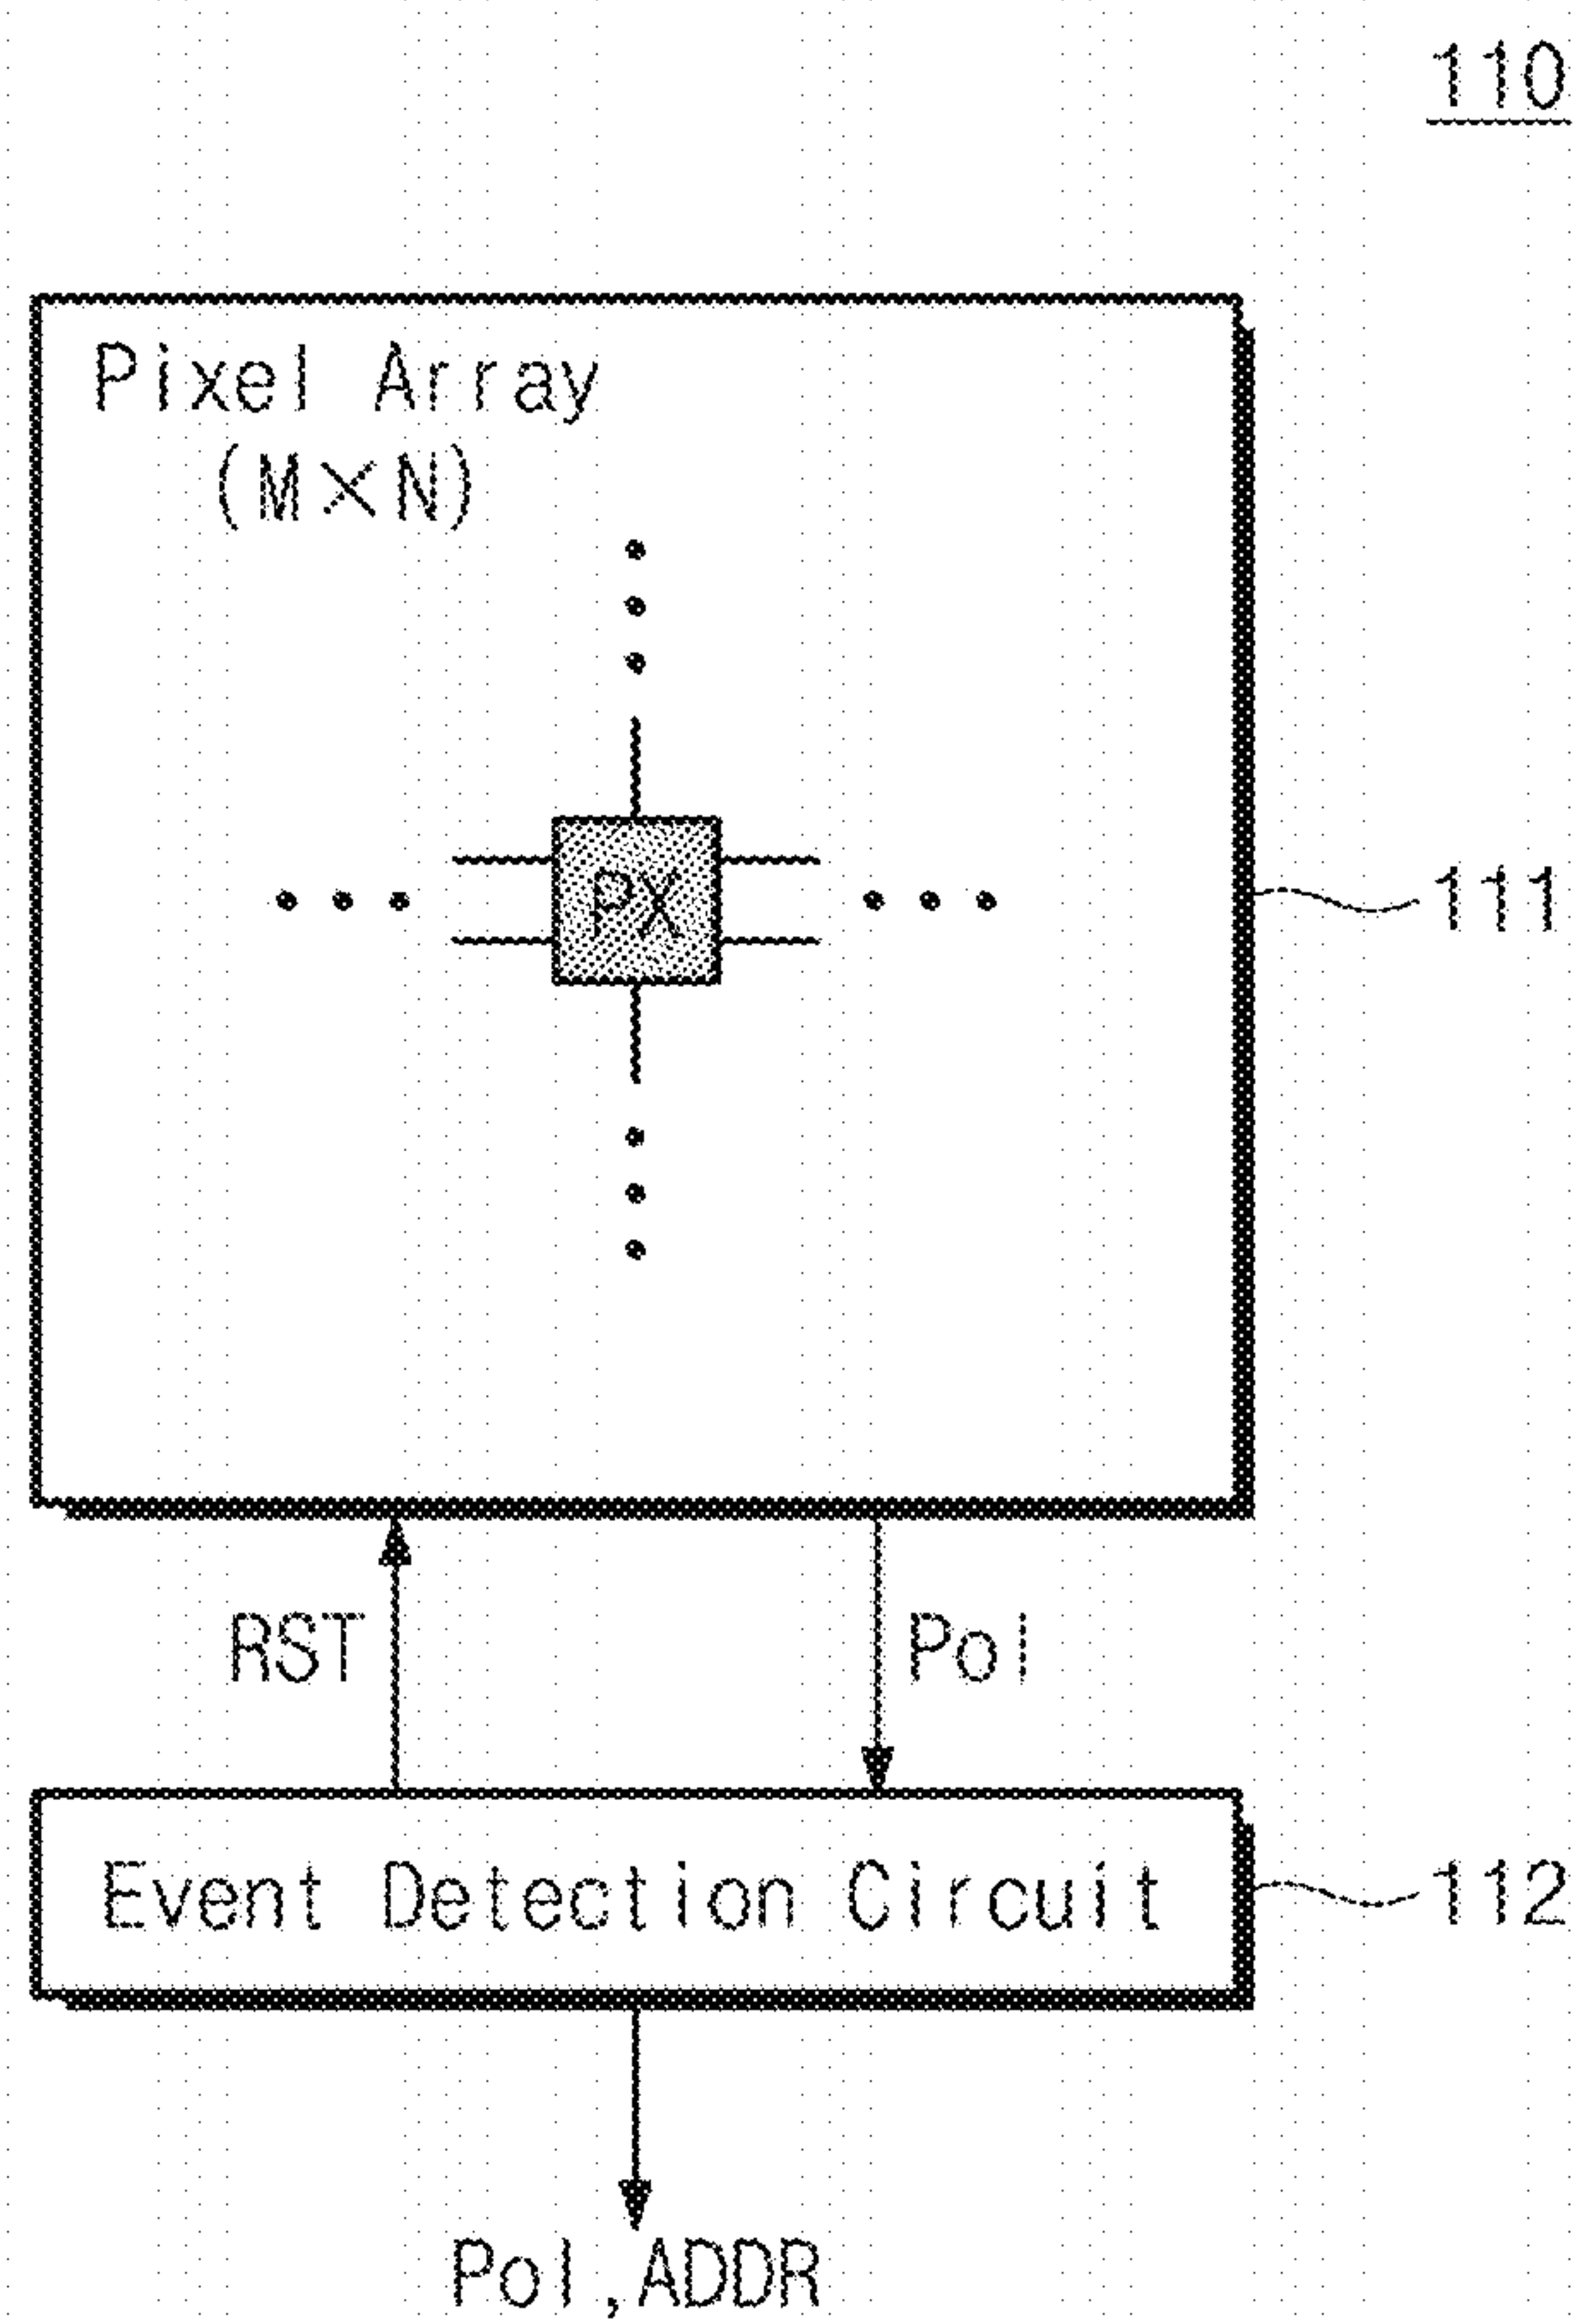 110
Pixel Array
(M×N)
PX
111
RST
Pol
Event Detection Circuit
112
Pol,ADDR